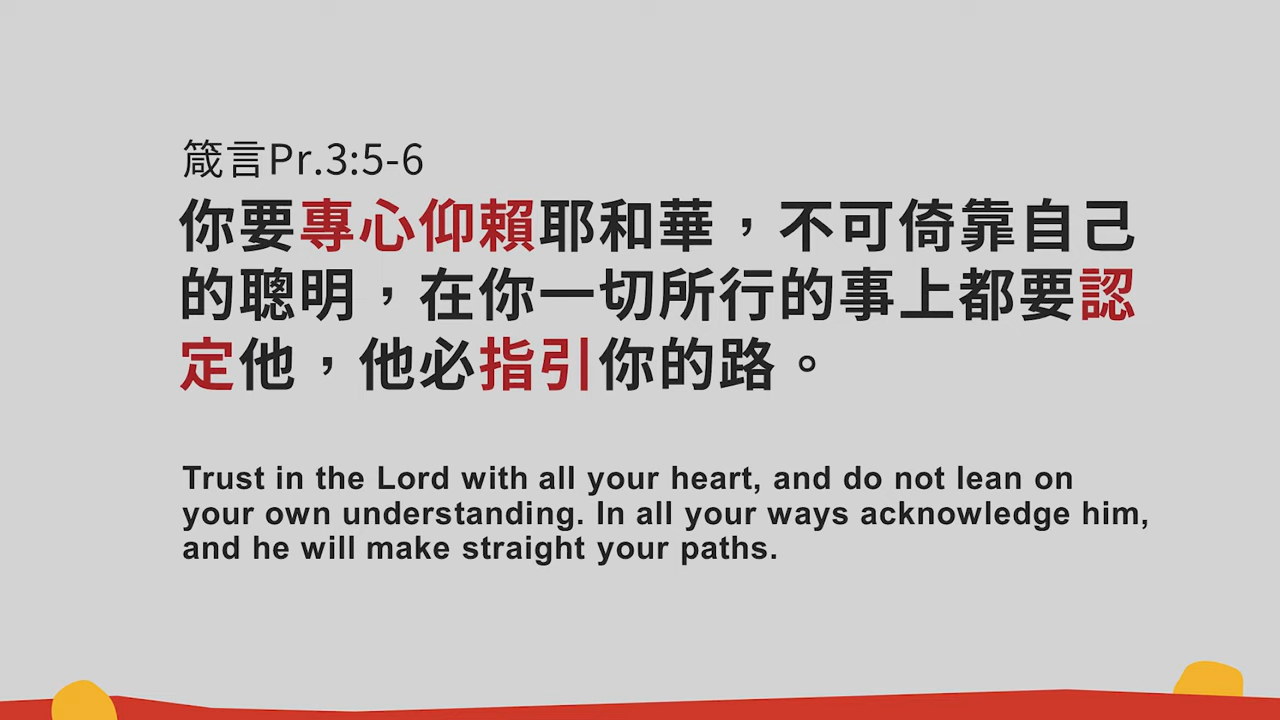 箴言Pr.3:5-6
你要專心仰賴耶和華，不可倚靠自己
的聰明，在你一切所行的事上都要認
定他，他必指引你的路。
Trust in the Lord with all your heart, and do not lean on
your own understanding. In all your ways acknowledge him,
and he will make straight your paths.